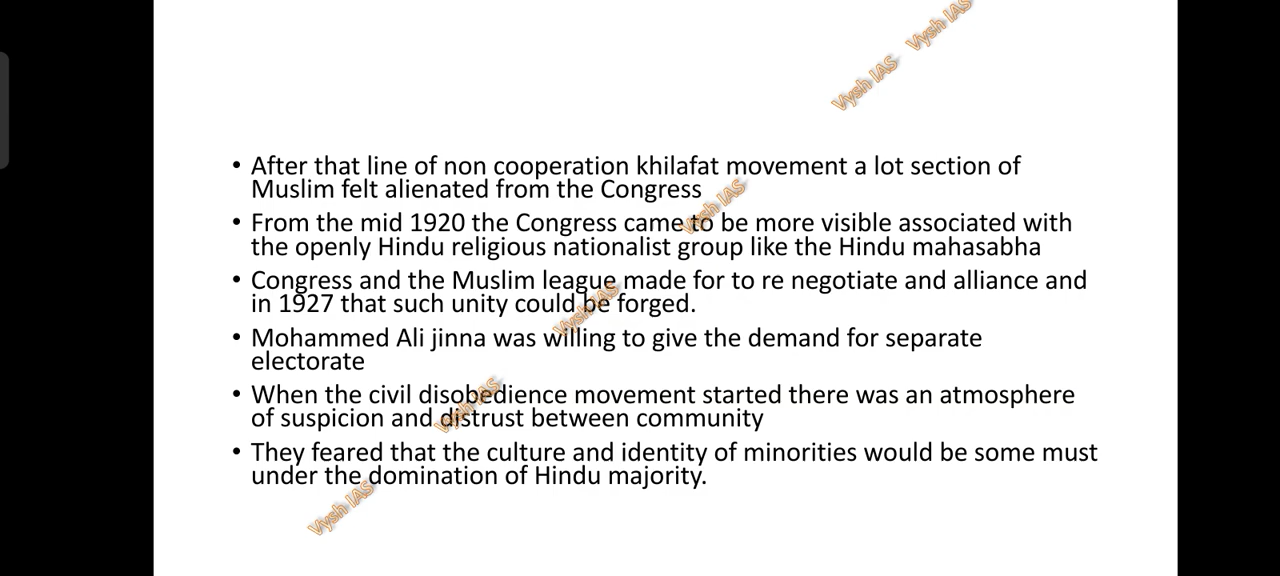 Vysh IAS
Vysh IAS
• After that line of non cooperation khilafat movement a lot section of
Muslim felt alienated from the Congress
Vysh IAS
• From the mid 1920 the Congress came to be more visible associated with
the openly Hindu religious nationalist group like the Hindu mahasabha
• Congress and the Muslim league made for to re negotiate and alliance and
in 1927 that such unity could be forged.
Vysh IAS
• Mohammed Ali jinna was willing to give the demand for separate
electorate
• When the civil disobedience movement started there was an atmosphere
of suspicion and distrust between community
Vysh IAS
• They feared that the culture and identity of minorities would be some must
under the domination of Hindu majority.
Vysh IAS